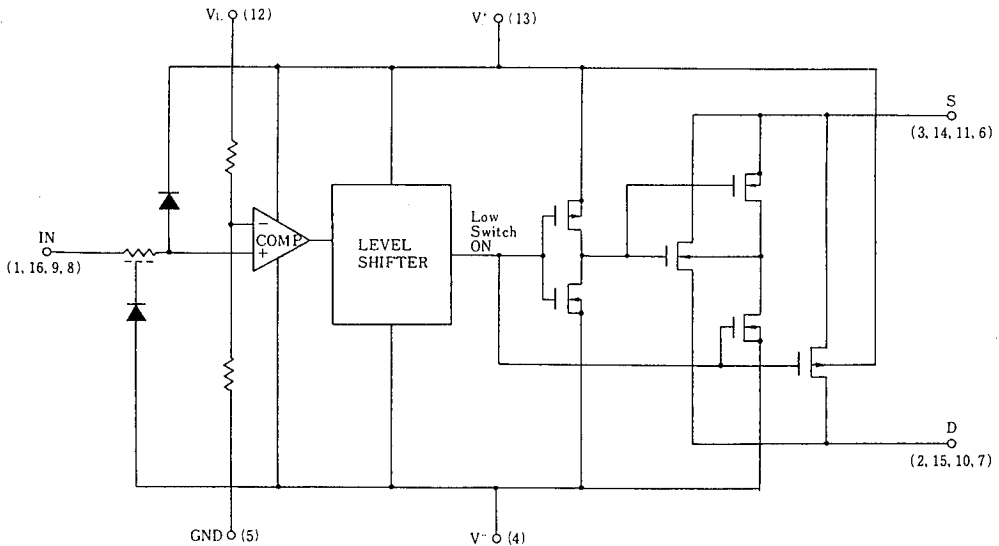 VL (12)
V+ (13)
S
(3, 14, 11, 6)
Low
Switch
ON
IN
(1, 16, 9, 8)
−
COMP
+
LEVEL
SHIFTER
D
(2, 15, 10, 7)
GND (5)
V− (4)